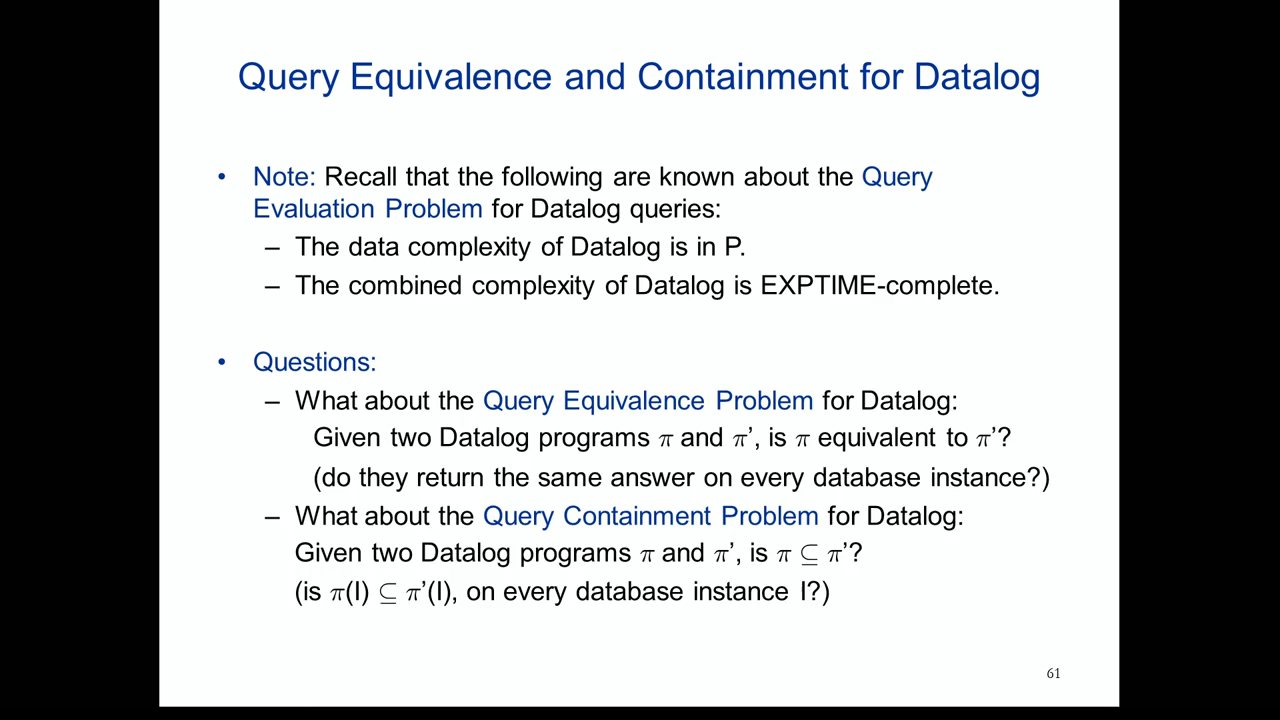 Query Equivalence and Containment for Datalog
• Note: Recall that the following are known about the Query
Evaluation Problem for Datalog queries:
– The data complexity of Datalog is in P.
– The combined complexity of Datalog is EXPTIME-complete.
• Questions:
– What about the Query Equivalence Problem for Datalog:
Given two Datalog programs π and π’, is π equivalent to π’?
(do they return the same answer on every database instance?)
– What about the Query Containment Problem for Datalog:
Given two Datalog programs π and π’, is π ⊆ π’?
(is π(I) ⊆ π’(I), on every database instance I?)
61